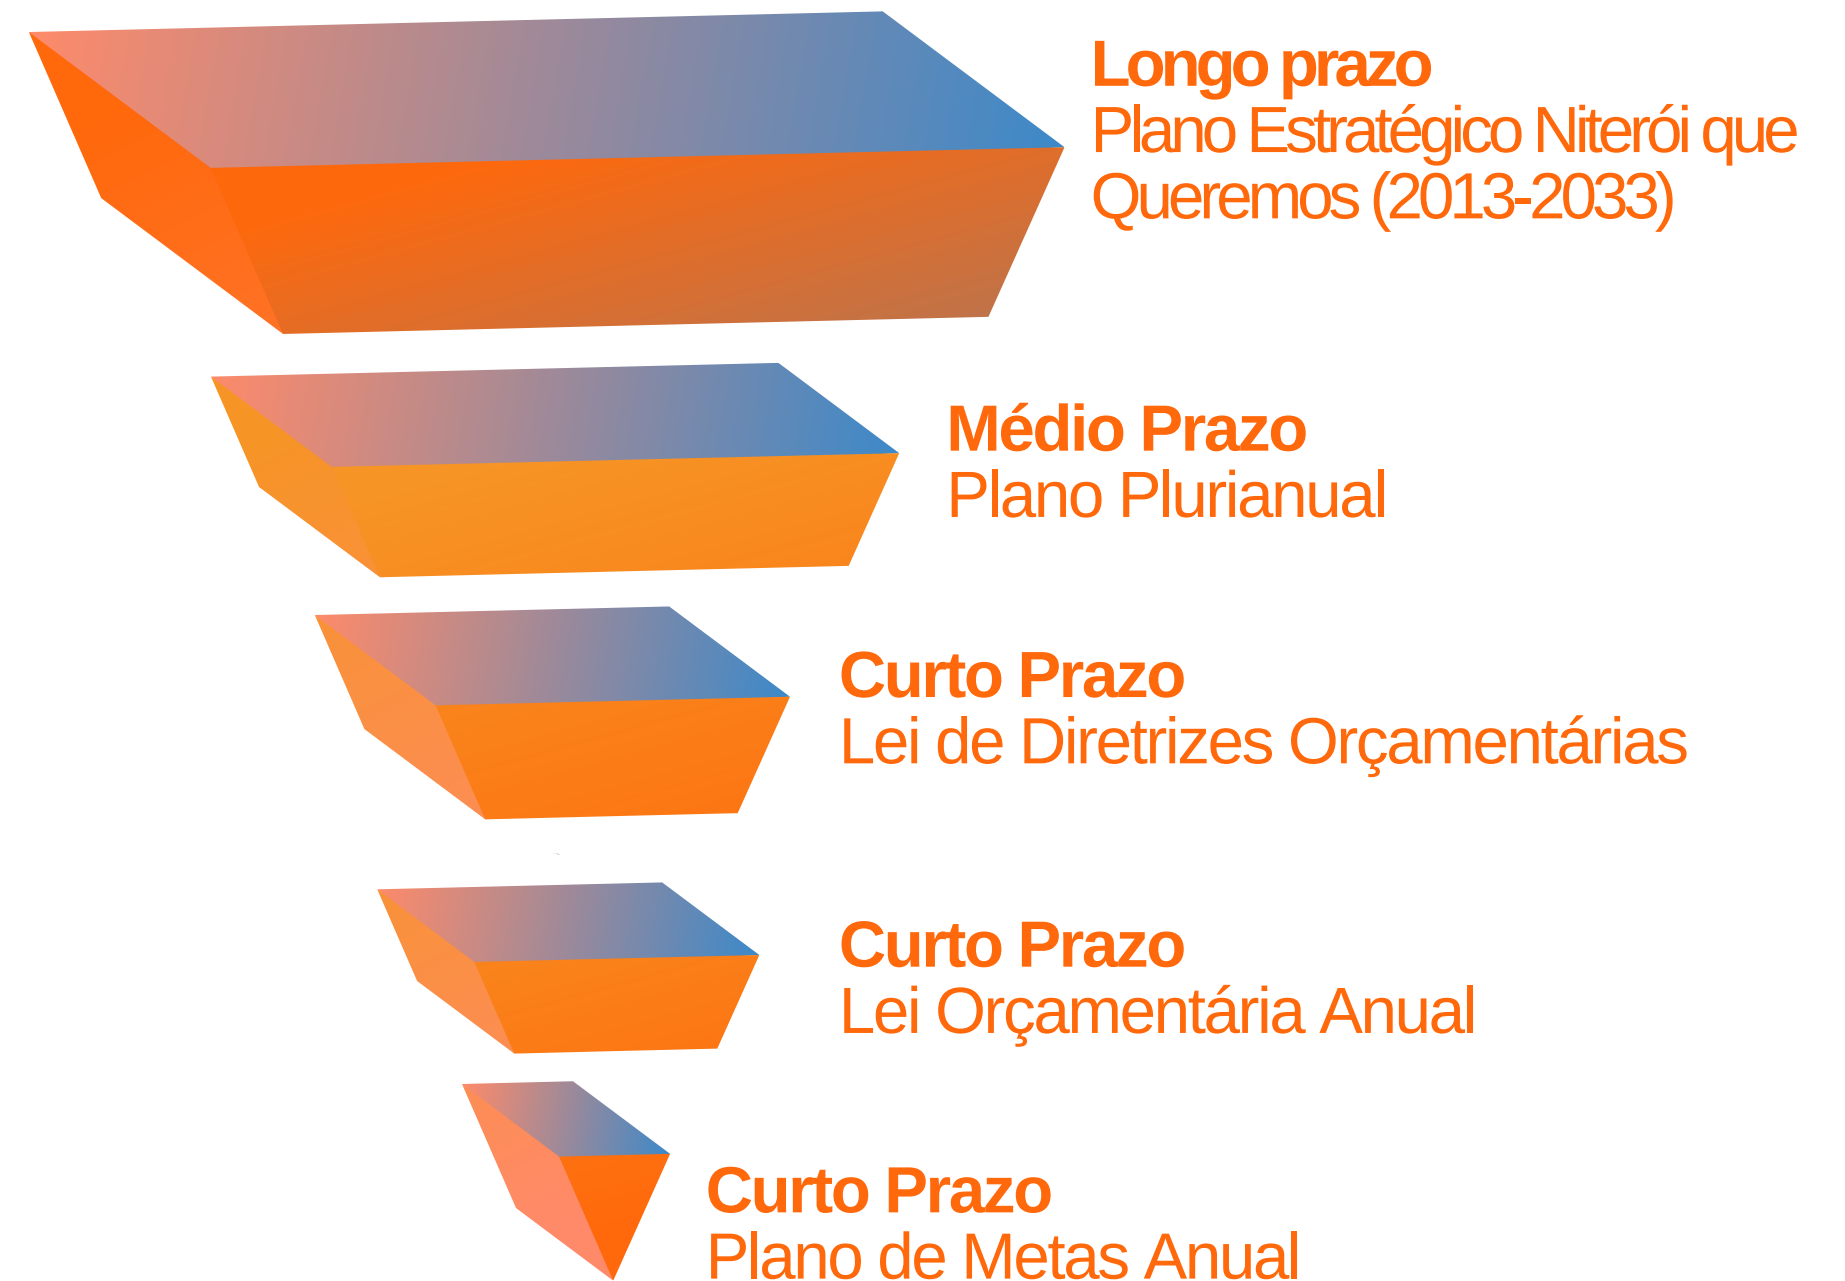 Longo prazo
Plano Estratégico Niterói que
Queremos (2013-2033)
Médio Prazo
Plano Plurianual
Curto Prazo
Lei de Diretrizes Orçamentárias
Curto Prazo
Lei Orçamentária Anual
Curto Prazo
Plano de Metas Anual